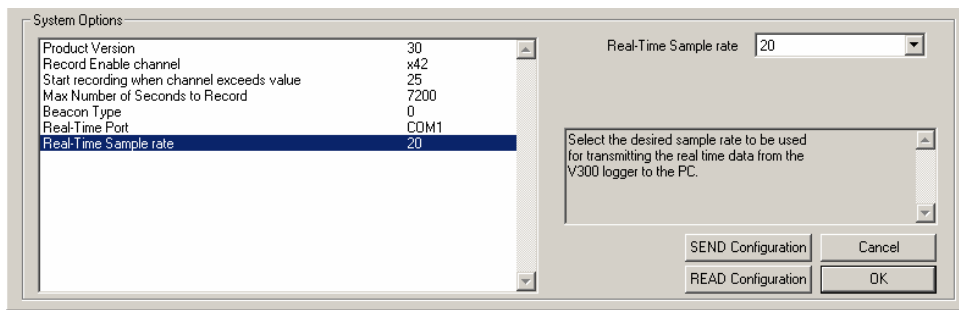 System Options
Product Version 30
Record Enable channel x42
Start recording when channel exceeds value 25
Max Number of Seconds to Record 7200
Beacon Type 0
Real-Time Port COM1
Real-Time Sample rate 20
Real-Time Sample rate 20
Select the desired sample rate to be used
for transmitting the real time data from the
V300 logger to the PC.
SEND Configuration Cancel
READ Configuration OK